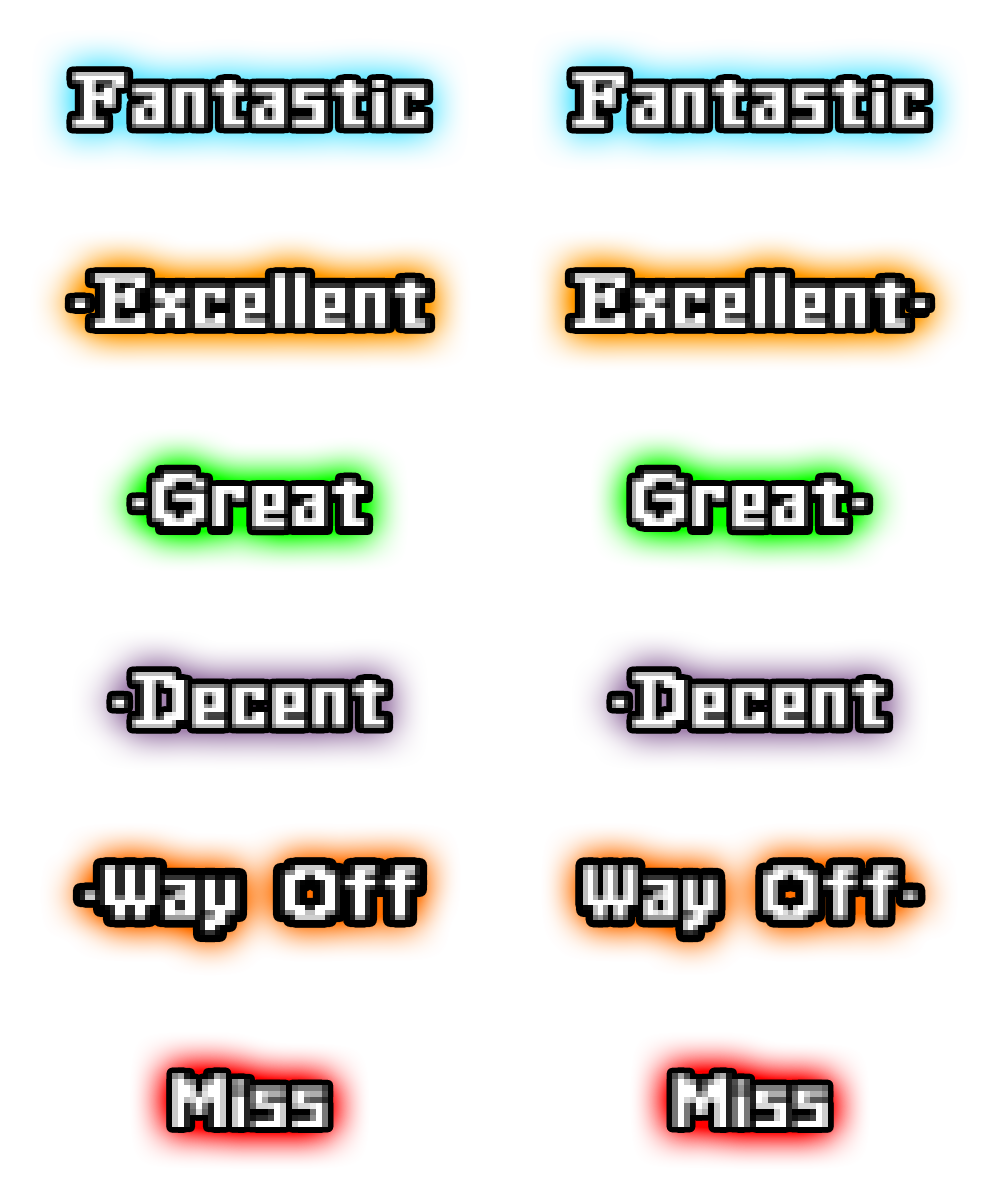 Fantastic Fantastic
-Excellent Excellent-
-Great Great-
-Decent -Decent
-Way Off Way Off-
Miss Miss